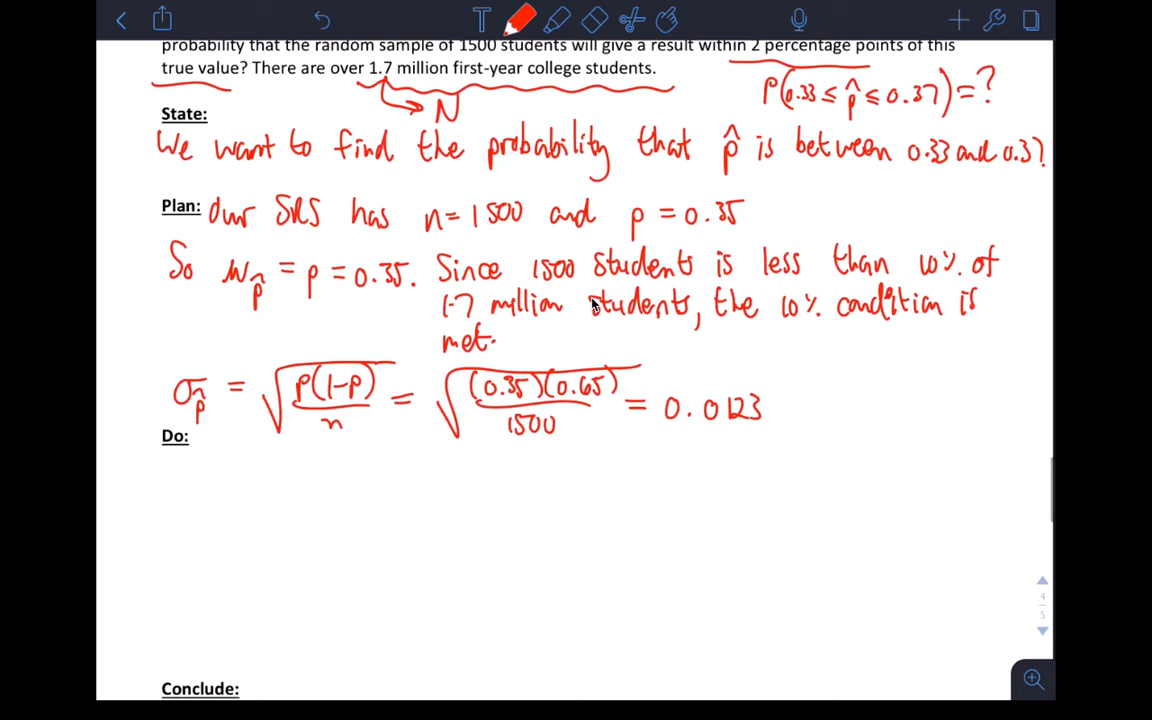 probability that the random sample of 1500 students will give a result within 2 percentage points of this
true value? There are over 1.7 million first-year college students.
P(0.33 ≤ p̂ ≤ 0.37) = ?
N
State:
We want to find the probability that p̂ is between 0.33 and 0.37.
Plan: Our SRS has n = 1500 and p = 0.35
So μp̂ = p = 0.35. Since 1500 students is less than 10% of
1.7 million students, the 10% condition is
met.
σp̂ = √(p(1-p)/n) = √((0.35)(0.65)/1500) = 0.0123
Do:
4
5
Conclude: